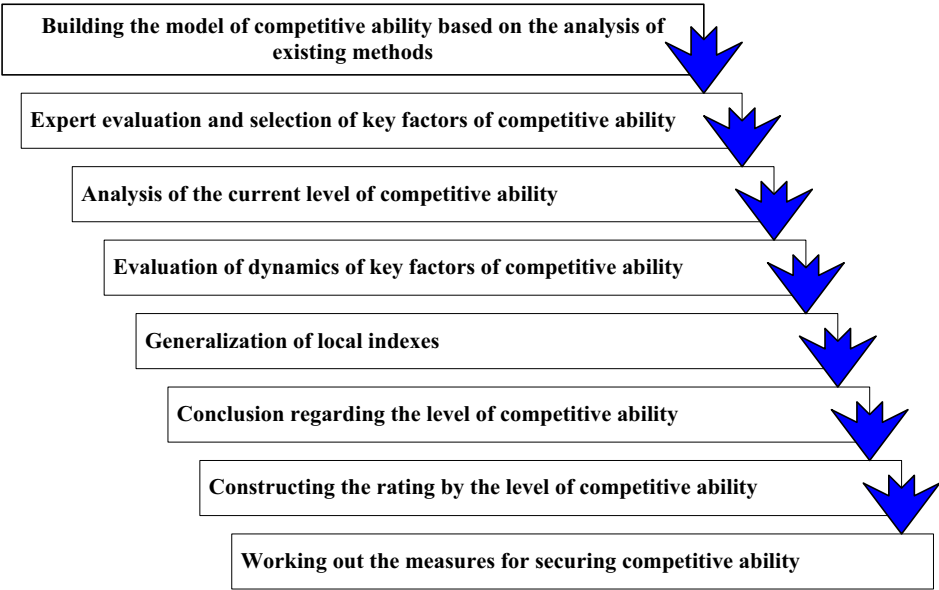 Building the model of competitive ability based on the analysis of
existing methods
Expert evaluation and selection of key factors of competitive ability
Analysis of the current level of competitive ability
Evaluation of dynamics of key factors of competitive ability
Generalization of local indexes
Conclusion regarding the level of competitive ability
Constructing the rating by the level of competitive ability
Working out the measures for securing competitive ability